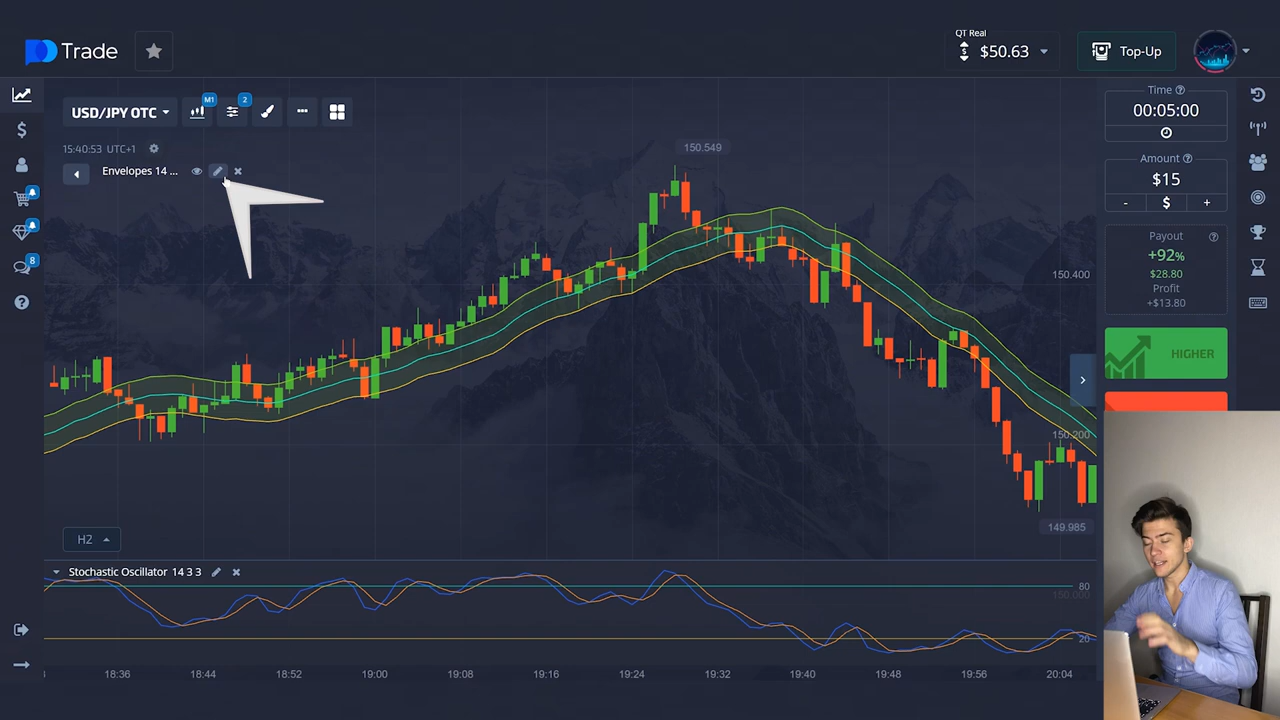 Trade
QT Real
$50.63
Top-Up
USD/JPY OTC
M1
2
15:40:53 UTC+1
Envelopes 14 ...
8
150.549
150.400
150.200
149.985
Time
00:05:00
Amount
$15
- $ +
Payout
+92%
$28.80
Profit
+$13.80
HIGHER
H2
Stochastic Oscillator 14 3 3
80
150.000
20
18:36 18:44 18:52 19:00 19:08 19:16 19:24 19:32 19:40 19:48 19:56 20:04